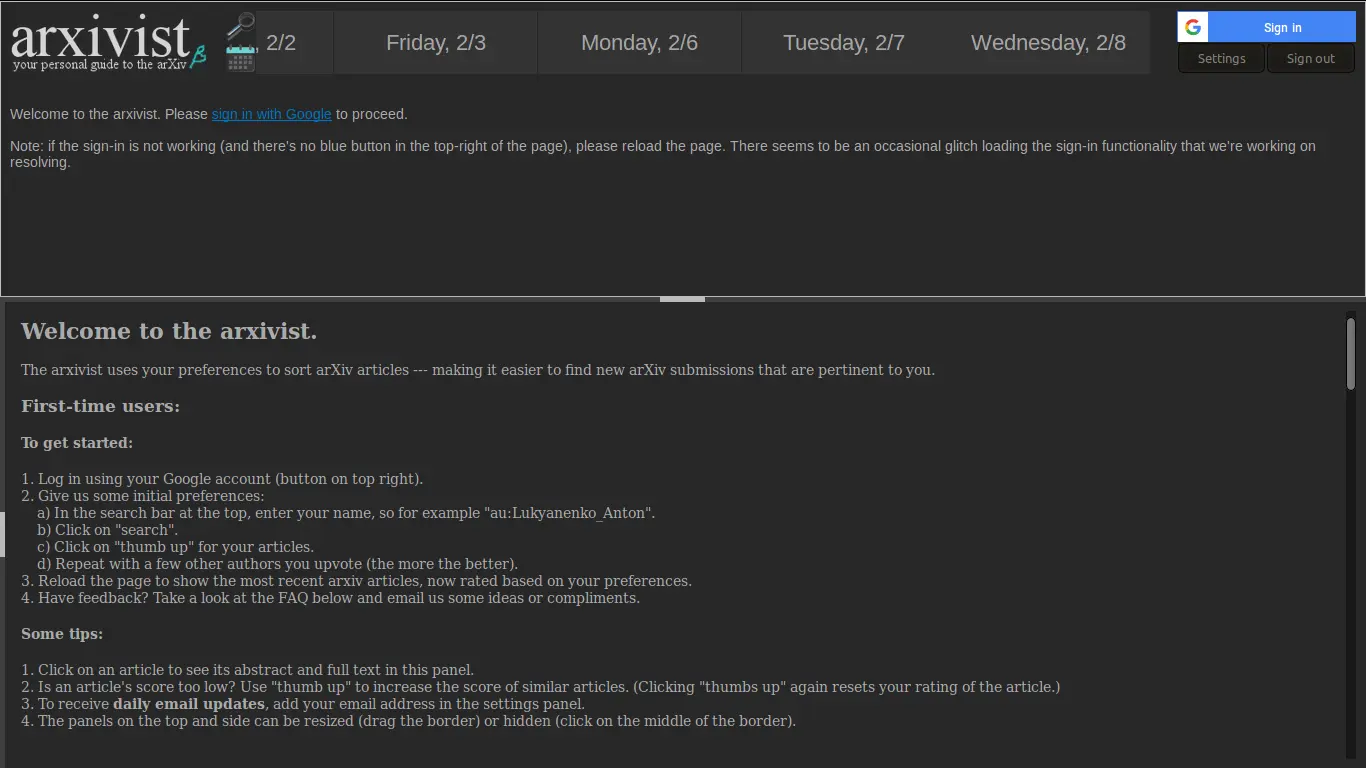 arxivist
your personal guide to the arXiv β
, 2/2
Friday, 2/3
Monday, 2/6
Tuesday, 2/7
Wednesday, 2/8
Sign in
Settings
Sign out
Welcome to the arxivist. Please sign in with Google to proceed.
Note: if the sign-in is not working (and there's no blue button in the top-right of the page), please reload the page. There seems to be an occasional glitch loading the sign-in functionality that we're working on
resolving.
Welcome to the arxivist.
The arxivist uses your preferences to sort arXiv articles --- making it easier to find new arXiv submissions that are pertinent to you.
First-time users:
To get started:
1. Log in using your Google account (button on top right).
2. Give us some initial preferences:
a) In the search bar at the top, enter your name, so for example "au:Lukyanenko_Anton".
b) Click on "search".
c) Click on "thumb up" for your articles.
d) Repeat with a few other authors you upvote (the more the better).
3. Reload the page to show the most recent arxiv articles, now rated based on your preferences.
4. Have feedback? Take a look at the FAQ below and email us some ideas or compliments.
Some tips:
1. Click on an article to see its abstract and full text in this panel.
2. Is an article's score too low? Use "thumb up" to increase the score of similar articles. (Clicking "thumbs up" again resets your rating of the article.)
3. To receive daily email updates, add your email address in the settings panel.
4. The panels on the top and side can be resized (drag the border) or hidden (click on the middle of the border).